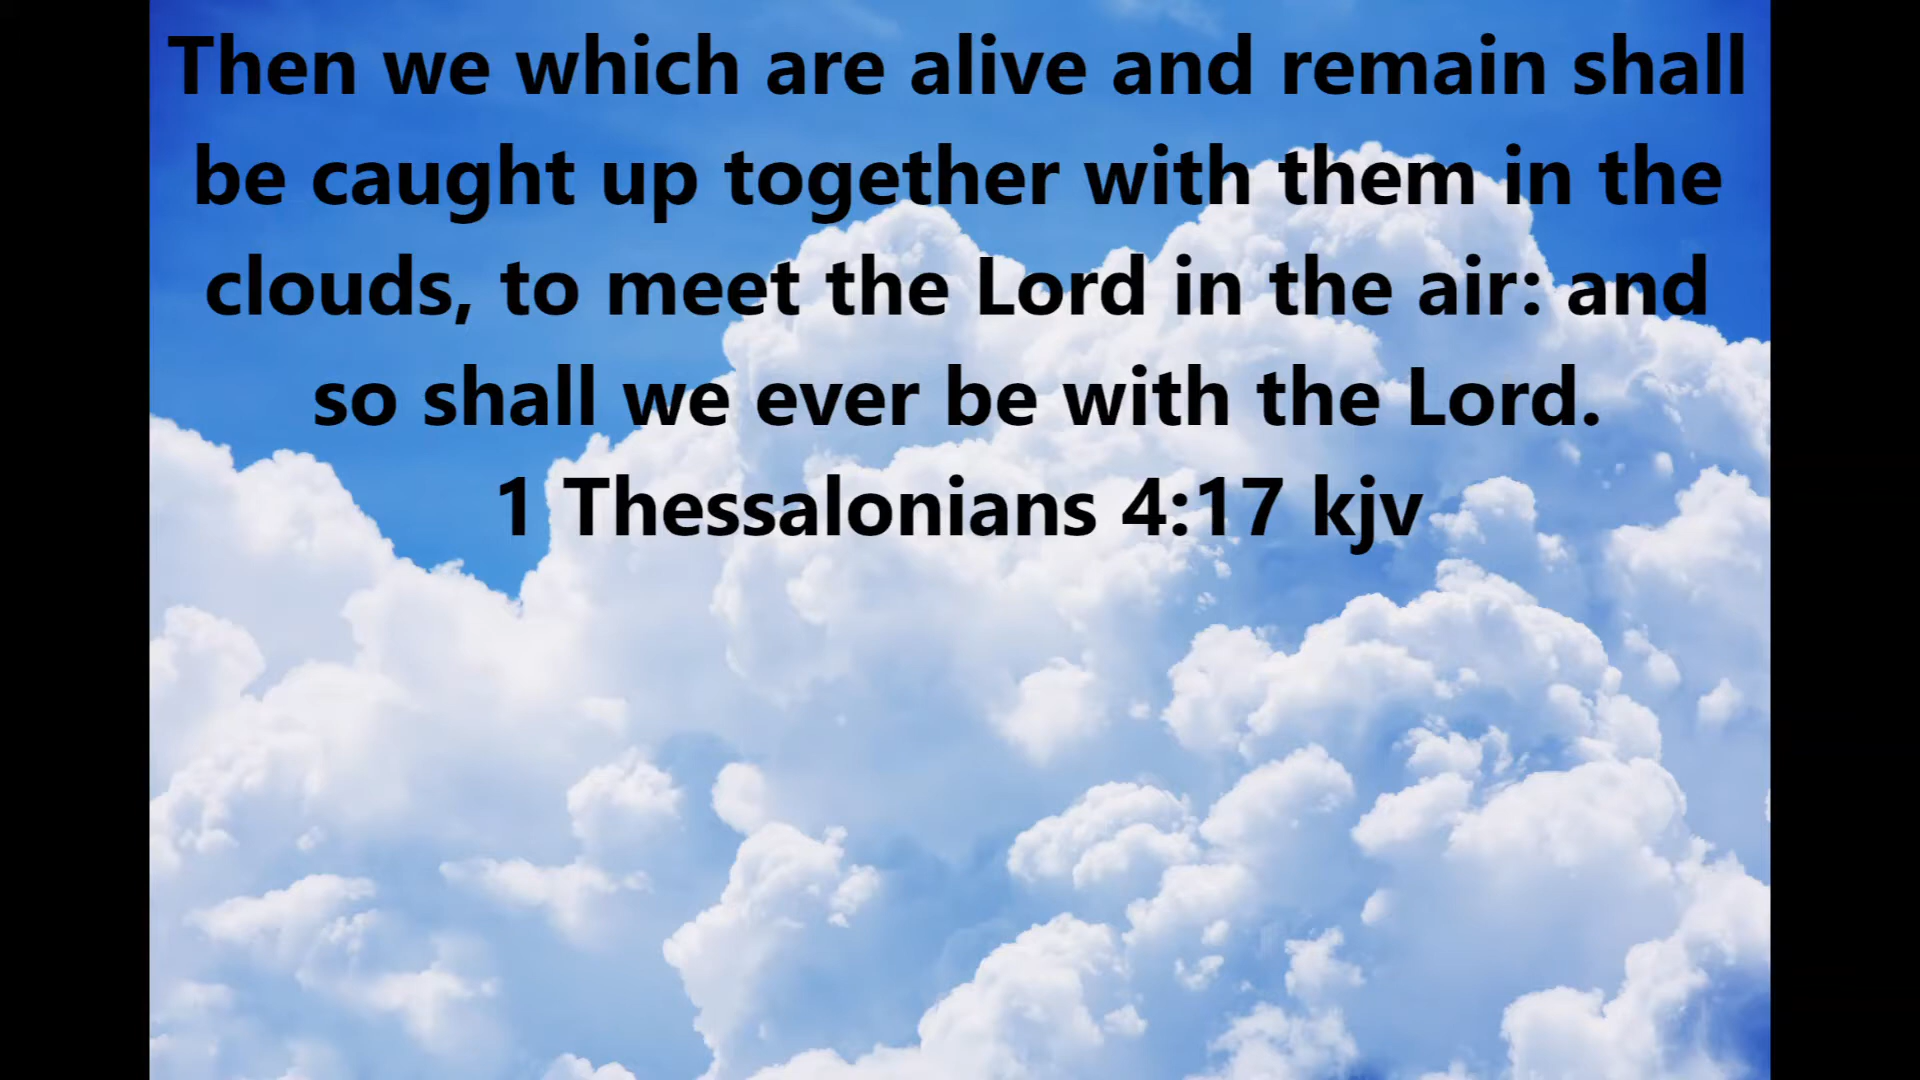 Then we which are alive and remain shall
be caught up together with them in the
clouds, to meet the Lord in the air: and
so shall we ever be with the Lord.
1 Thessalonians 4:17 kjv